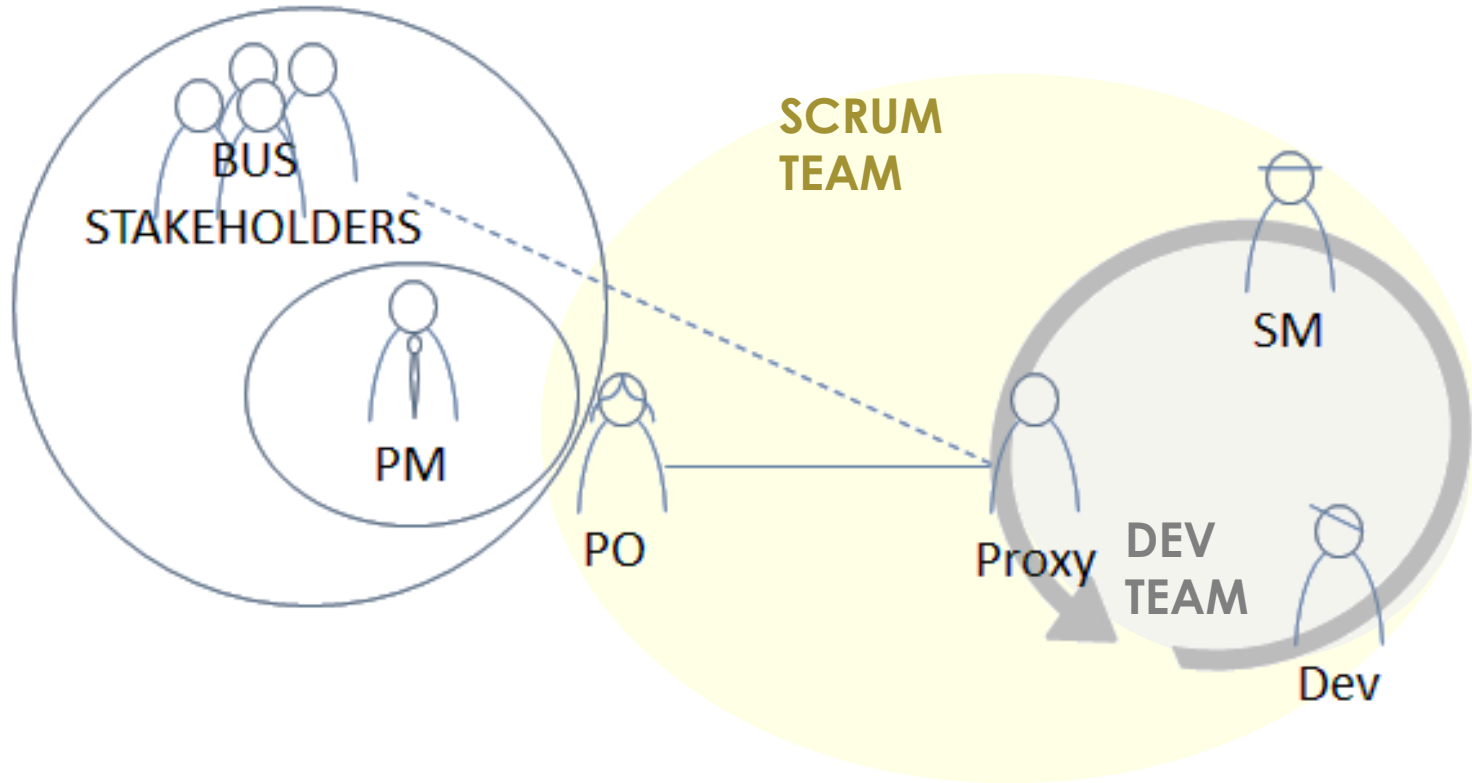 BUS
STAKEHOLDERS
PM
SCRUM
TEAM
SM
PO
Proxy
DEV
TEAM
Dev